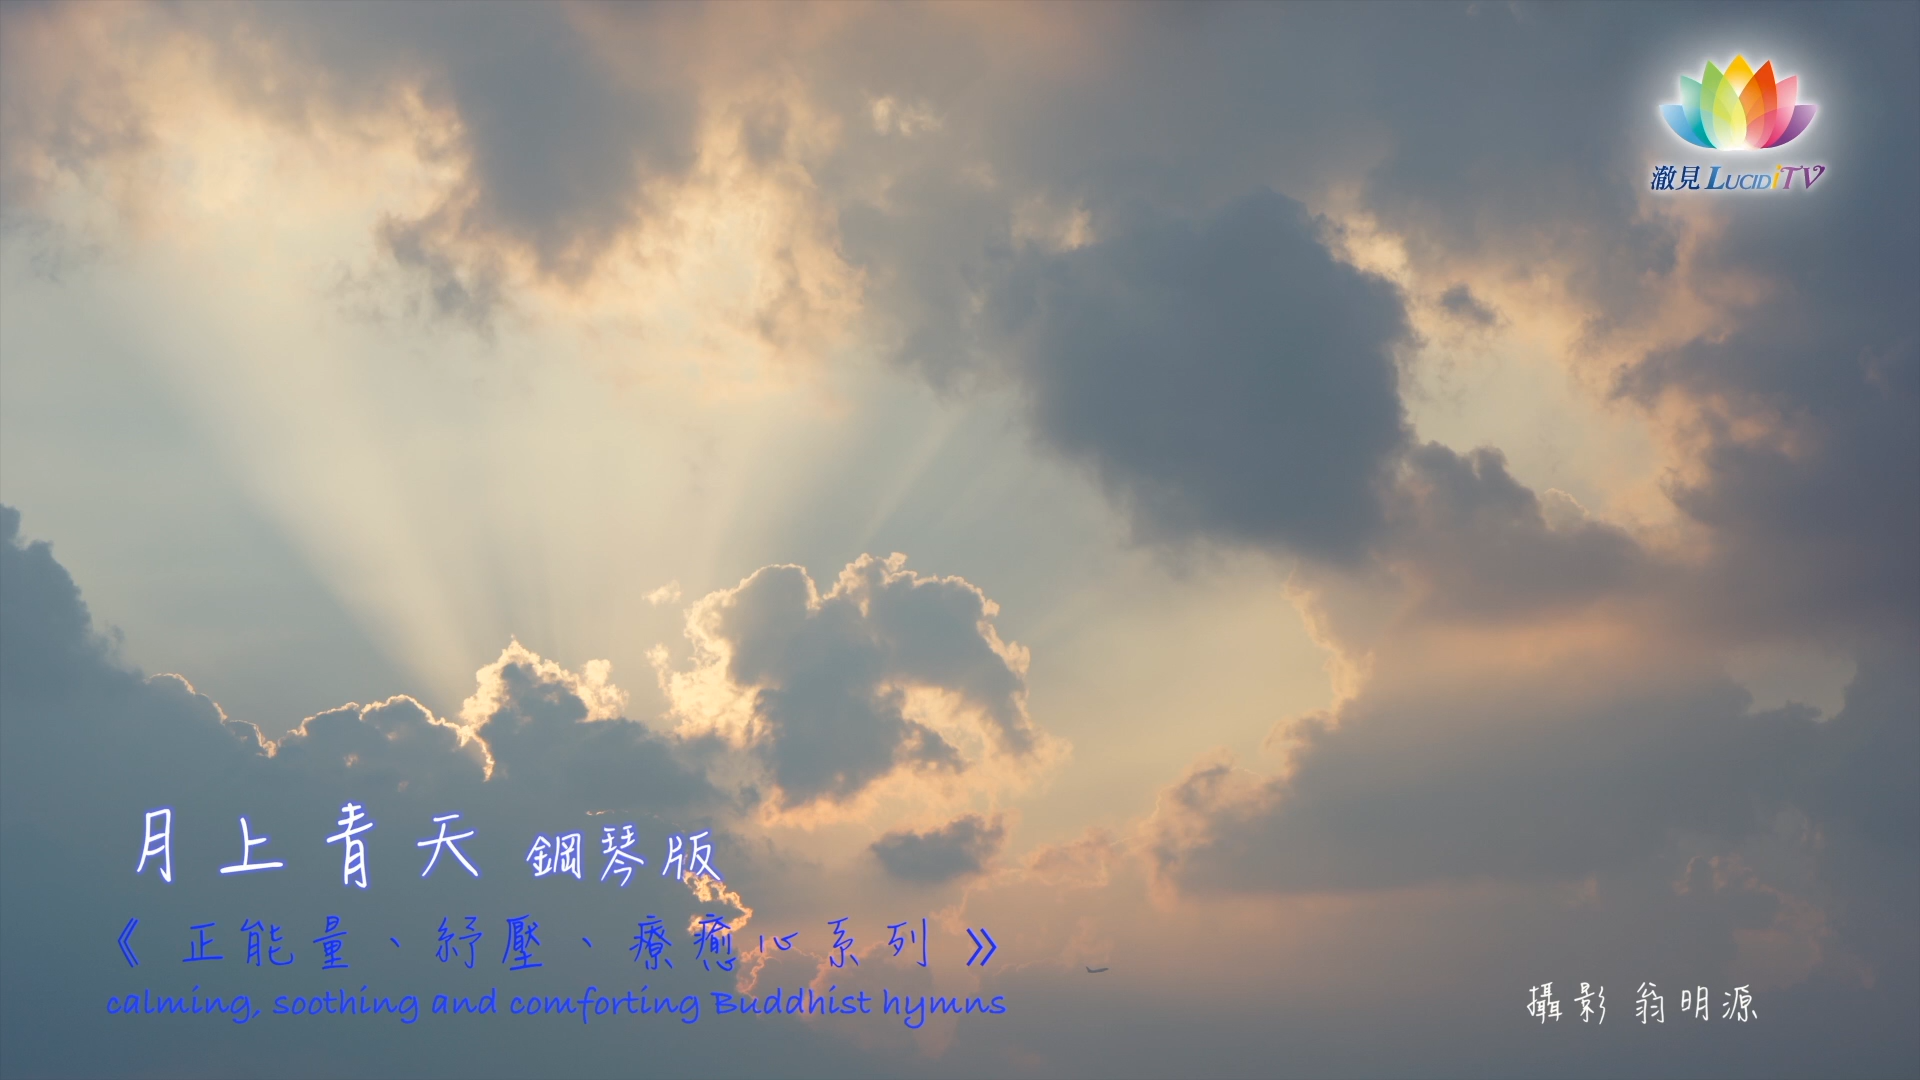 澈見 LUCIDiTV
月上青天 鋼琴版
《 正能量、紓壓、療癒心系列 》
calming, soothing and comforting Buddhist hymns
攝影 翁明源